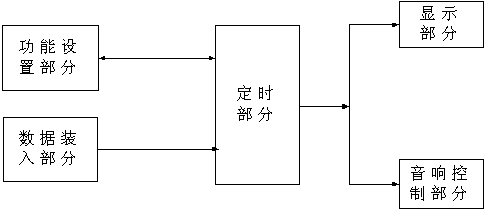 功能设
置部分
数据装
入部分
定时
部分
显示
部分
音响控
制部分